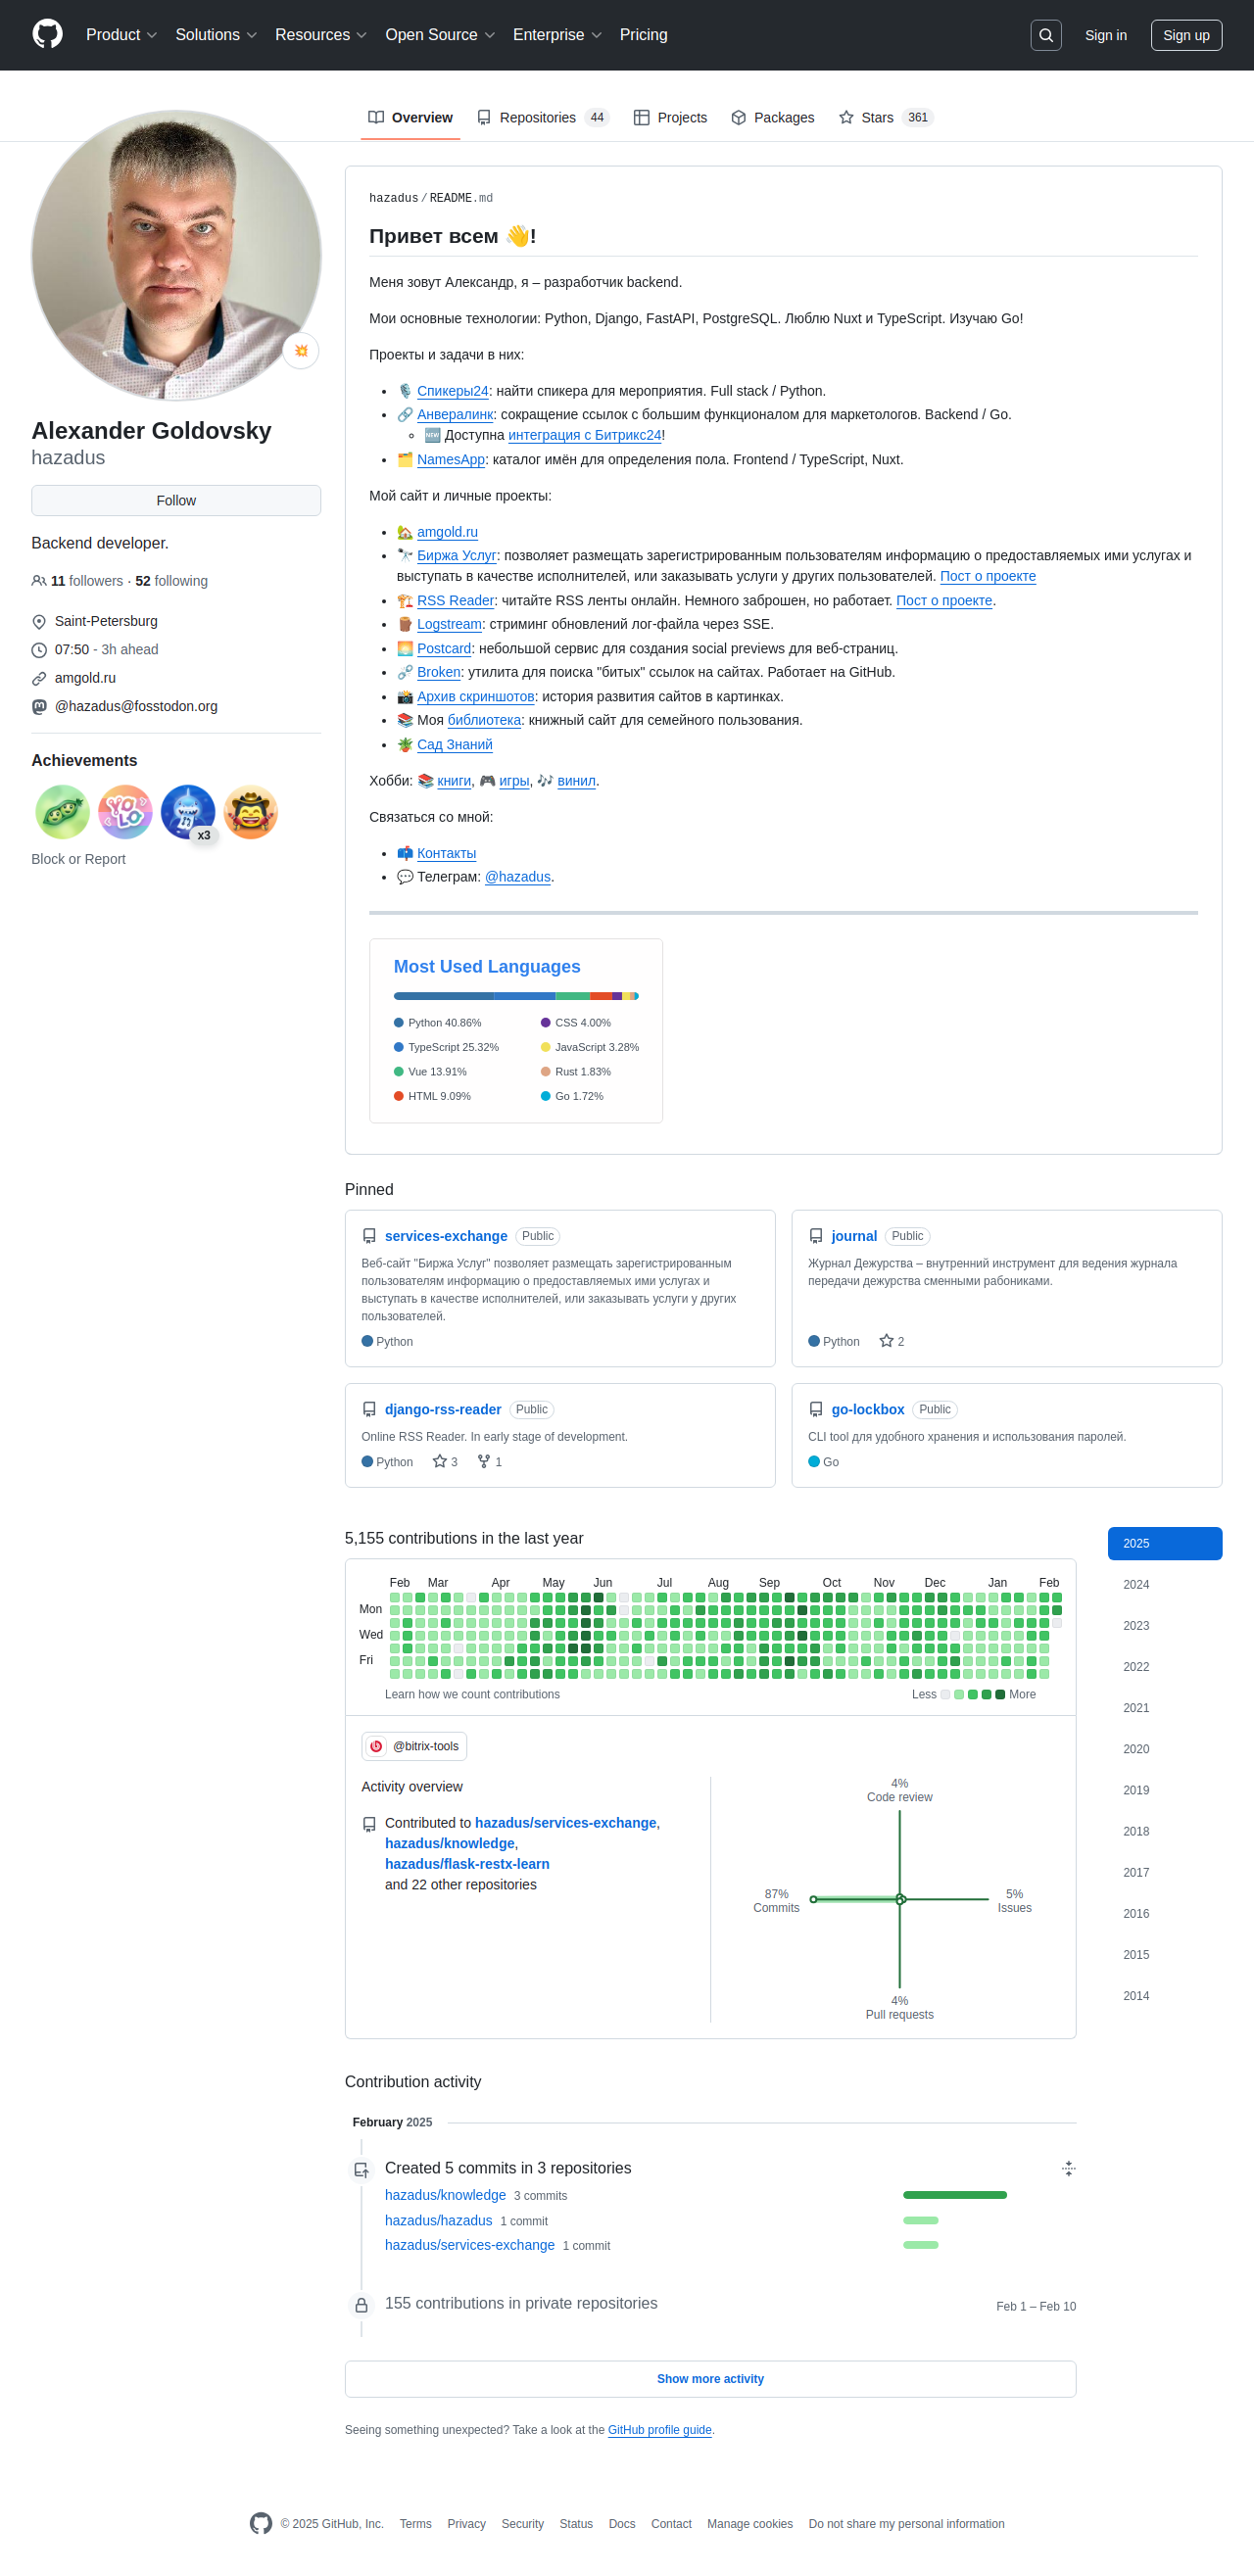 Product Solutions Resources Open Source Enterprise Pricing Sign in Sign up
Overview Repositories 44 Projects Packages Stars 361
Alexander Goldovsky
hazadus
Follow
Backend developer.
11 followers · 52 following
Saint-Petersburg
07:50 - 3h ahead
amgold.ru
@hazadus@fosstodon.org
Achievements
YOLO
x3
Block or Report
hazadus/README.md
Привет всем 👋!
Меня зовут Александр, я – разработчик backend.
Мои основные технологии: Python, Django, FastAPI, PostgreSQL. Люблю Nuxt и TypeScript. Изучаю Go!
Проекты и задачи в них:
🎙️ Спикеры24: найти спикера для мероприятия. Full stack / Python.
🔗 Анвералинк: сокращение ссылок с большим функционалом для маркетологов. Backend / Go.
🆕 Доступна интеграция с Битрикс24!
🗂️ NamesApp: каталог имён для определения пола. Frontend / TypeScript, Nuxt.
Мой сайт и личные проекты:
🏡 amgold.ru
🔭 Биржа Услуг: позволяет размещать зарегистрированным пользователям информацию о предоставляемых ими услугах и
выступать в качестве исполнителей, или заказывать услуги у других пользователей. Пост о проекте
🏗️ RSS Reader: читайте RSS ленты онлайн. Немного заброшен, но работает. Пост о проекте.
🪵 Logstream: стриминг обновлений лог-файла через SSE.
🌅 Postcard: небольшой сервис для создания social previews для веб-страниц.
⛓️‍💥 Broken: утилита для поиска "битых" ссылок на сайтах. Работает на GitHub.
📸 Архив скриншотов: история развития сайтов в картинках.
📚 Моя библиотека: книжный сайт для семейного пользования.
🪴 Сад Знаний
Хобби: 📚 книги, 🎮 игры, 🎶 винил.
Связаться со мной:
📫 Контакты
💬 Телеграм: @hazadus.
Most Used Languages
Python 40.86% CSS 4.00%
TypeScript 25.32% JavaScript 3.28%
Vue 13.91% Rust 1.83%
HTML 9.09% Go 1.72%
Pinned
services-exchange Public
Веб-сайт "Биржа Услуг" позволяет размещать зарегистрированным
пользователям информацию о предоставляемых ими услугах и
выступать в качестве исполнителей, или заказывать услуги у других
пользователей.
Python
journal Public
Журнал Дежурства – внутренний инструмент для ведения журнала
передачи дежурства сменными рабониками.
Python 2
django-rss-reader Public
Online RSS Reader. In early stage of development.
Python 3 1
go-lockbox Public
CLI tool для удобного хранения и использования паролей.
Go
5,155 contributions in the last year
Feb Mar Apr May Jun Jul Aug Sep Oct Nov Dec Jan Feb
Mon
Wed
Fri
Learn how we count contributions Less More
2025
2024
2023
2022
2021
2020
2019
2018
2017
2016
2015
2014
@bitrix-tools
Activity overview
Contributed to hazadus/services-exchange,
hazadus/knowledge,
hazadus/flask-restx-learn
and 22 other repositories
4%
Code review
87%
Commits
5%
Issues
4%
Pull requests
Contribution activity
February 2025
Created 5 commits in 3 repositories
hazadus/knowledge 3 commits
hazadus/hazadus 1 commit
hazadus/services-exchange 1 commit
155 contributions in private repositories Feb 1 – Feb 10
Show more activity
Seeing something unexpected? Take a look at the GitHub profile guide.
© 2025 GitHub, Inc. Terms Privacy Security Status Docs Contact Manage cookies Do not share my personal information